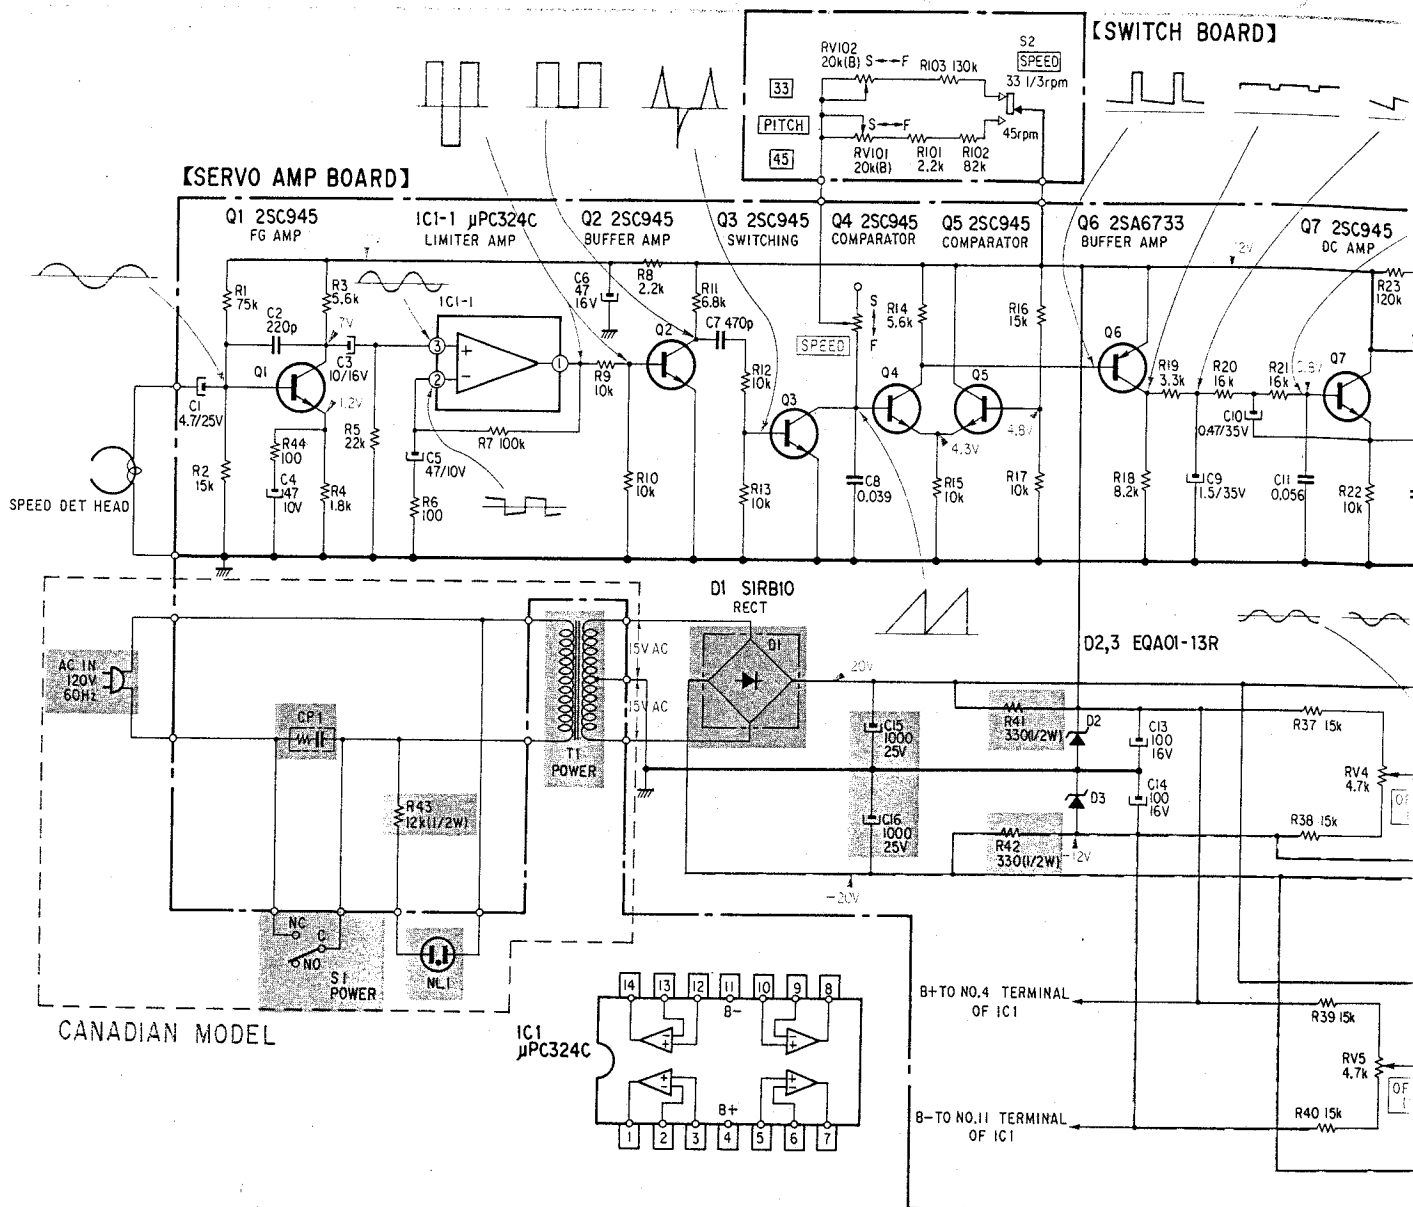 【SWITCH BOARD】
RV102
20k(B)
S F
R103 130k
S2
SPEED
33 1/3rpm
33
PITCH
45
S F
45rpm
RV101
20k(B)
R101
2.2k
R102
82k
【SERVO AMP BOARD】
Q1 2SC945
FG AMP
IC1-1 μPC324C
LIMITER AMP
Q2 2SC945
BUFFER AMP
Q3 2SC945
SWITCHING
Q4 2SC945
COMPARATOR
Q5 2SC945
COMPARATOR
Q6 2SA6733
BUFFER AMP
Q7 2SC945
DC AMP
12V
R1
75k
R3
5.6k
C2
220p
7V
C3
10/16V
IC1-1
3
2
1
+
−
C6
47
16V
R8
2.2k
R11
6.8k
C7 470p
Q2
R9
10k
R12
10k
SPEED
S
F
R14
5.6k
R16
15k
Q6
R19
3.3k
R20
16k
R21
16k
0.8V
Q7
R23
120k
Q1
C1
4.7/25V
1.2V
R44
100
R5
22k
R7 100k
C5
47/10V
R2
15k
C4
47
10V
R4
1.8k
R6
100
R10
10k
R13
10k
Q3
Q4
Q5
4.8V
4.3V
C8
0.039
R15
10k
R17
10k
R18
8.2k
C10
0.47/35V
C9
1.5/35V
C11
0.056
R22
10k
SPEED DET HEAD
D1 SIRB10
RECT
D2,3 EQA01-13R
AC IN
120V
60Hz
CP1
T1
POWER
15V AC
15V AC
D1
20V
C15
1000
25V
C16
1000
25V
R41
330(1/2W)
D2
C13
100
16V
R37 15k
RV4
4.7k
D3
C14
100
16V
R38 15k
R42
330(1/2W)
-12V
-20V
R43
12k(1/2W)
NC
C
NO
S1
POWER
NL1
CANADIAN MODEL
IC1
μPC324C
14 13 12 11 10 9 8
B-
B+
1 2 3 4 5 6 7
B+ TO NO.4 TERMINAL
OF IC1
R39 15k
RV5
4.7k
B- TO NO.11 TERMINAL
OF IC1
R40 15k